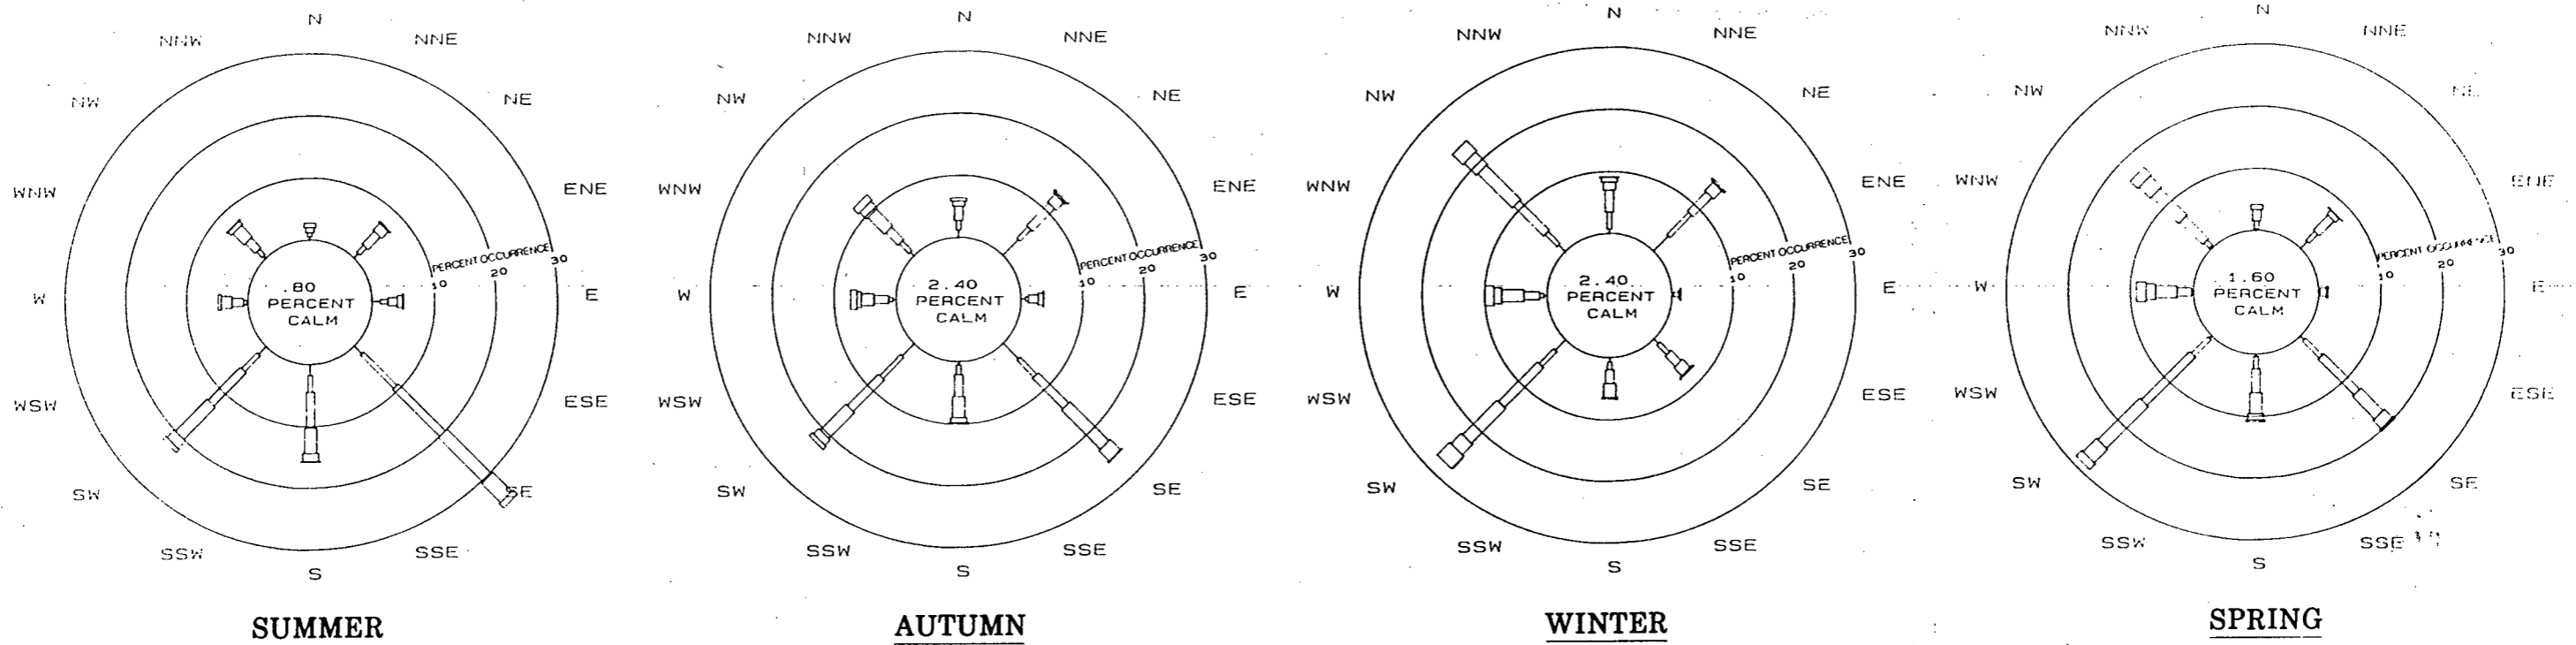 N
NNW NNE
NW NE
WNW ENE
PERCENT OCCURRENCE
10 20 30
.80
PERCENT
CALM
W E
WSW ESE
SW SE
SSW SSE
S
SUMMER
N
NNW NNE
NW NE
WNW ENE
PERCENT OCCURRENCE
10 20 30
2.40
PERCENT
CALM
W E
WSW ESE
SW SE
SSW SSE
S
AUTUMN
N
NNW NNE
NW NE
WNW ENE
PERCENT OCCURRENCE
10 20 30
2.40
PERCENT
CALM
W E
WSW ESE
SW SE
SSW SSE
S
WINTER
N
NNW NNE
NW NE
WNW ENE
PERCENT OCCURRENCE
10 20 30
1.60
PERCENT
CALM
W E
WSW ESE
SW SE
SSW SSE
S
SPRING